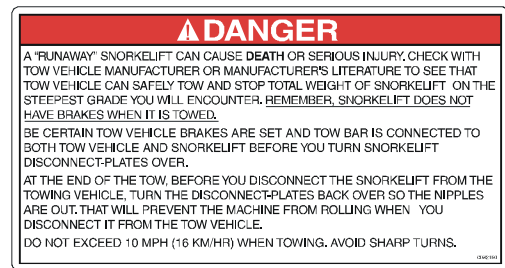 DANGER
A "RUNAWAY" SNORKELIFT CAN CAUSE DEATH OR SERIOUS INJURY. CHECK WITH
TOW VEHICLE MANUFACTURER OR MANUFACTURER'S LITERATURE TO SEE THAT
TOW VEHICLE CAN SAFELY TOW AND STOP TOTAL WEIGHT OF SNORKELIFT ON THE
STEEPEST GRADE YOU WILL ENCOUNTER. REMEMBER, SNORKELIFT DOES NOT
HAVE BRAKES WHEN IT IS TOWED.
BE CERTAIN TOW VEHICLE BRAKES ARE SET AND TOW BAR IS CONNECTED TO
BOTH TOW VEHICLE AND SNORKELIFT BEFORE YOU TURN SNORKELIFT
DISCONNECT-PLATES OVER.
AT THE END OF THE TOW, BEFORE YOU DISCONNECT THE SNORKELIFT FROM THE
TOWING VEHICLE, TURN THE DISCONNECT-PLATES BACK OVER SO THE NIPPLES
ARE OUT. THAT WILL PREVENT THE MACHINE FROM ROLLING WHEN YOU
DISCONNECT IT FROM THE TOW VEHICLE.
DO NOT EXCEED 10 MPH (16 KM/HR) WHEN TOWING. AVOID SHARP TURNS.